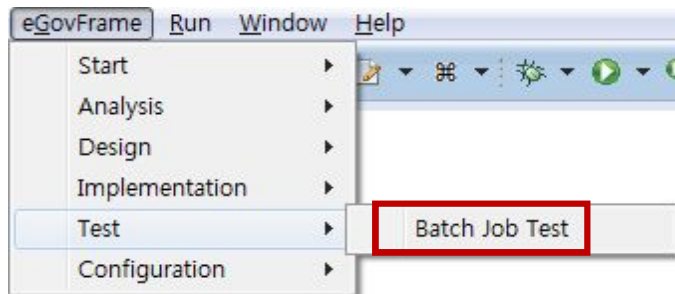 eGovFrame Run Window Help
Start
Analysis
Design
Implementation
Test
Batch Job Test
Configuration